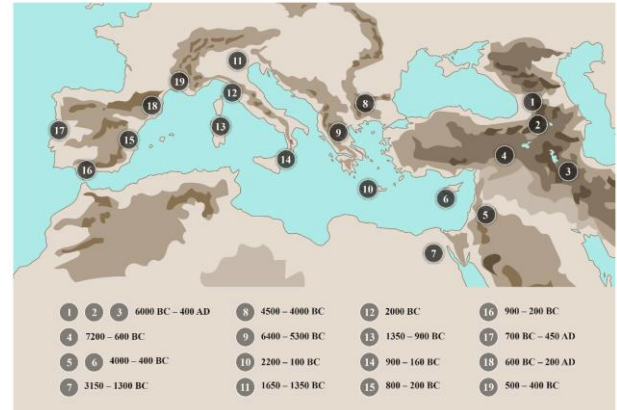 11
19
12
18
8
1
2
17
13
9
15
4
3
14
16
10
6
5
7
1 2 3 6000 BC – 400 AD
4 7200 – 600 BC
5 6 4000 – 400 BC
7 3150 – 1300 BC
8 4500 – 4000 BC
9 6400 – 5300 BC
10 2200 – 100 BC
11 1650 – 1350 BC
12 2000 BC
13 1350 – 900 BC
14 900 – 160 BC
15 800 – 200 BC
16 900 – 200 BC
17 700 BC – 450 AD
18 600 BC – 200 AD
19 500 – 400 BC